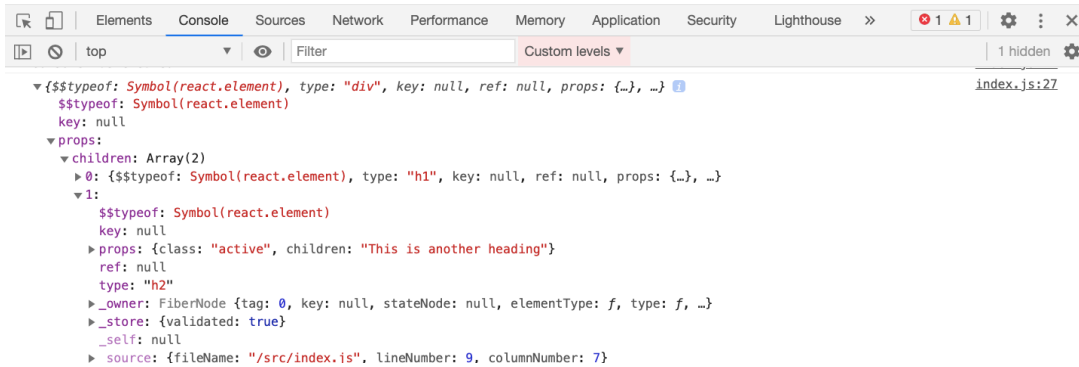 Elements Console Sources Network Performance Memory Application Security Lighthouse » 1 1
top ▼ Filter Custom levels ▼ 1 hidden
▼{$$typeof: Symbol(react.element), type: "div", key: null, ref: null, props: {…}, …} i index.js:27
$$typeof: Symbol(react.element)
key: null
▼props:
▼children: Array(2)
▶0: {$$typeof: Symbol(react.element), type: "h1", key: null, ref: null, props: {…}, …}
▼1:
$$typeof: Symbol(react.element)
key: null
▶props: {class: "active", children: "This is another heading"}
ref: null
type: "h2"
▶_owner: FiberNode {tag: 0, key: null, stateNode: null, elementType: ƒ, type: ƒ, …}
▶_store: {validated: true}
_self: null
▶_source: {fileName: "/src/index.js", lineNumber: 9, columnNumber: 7}